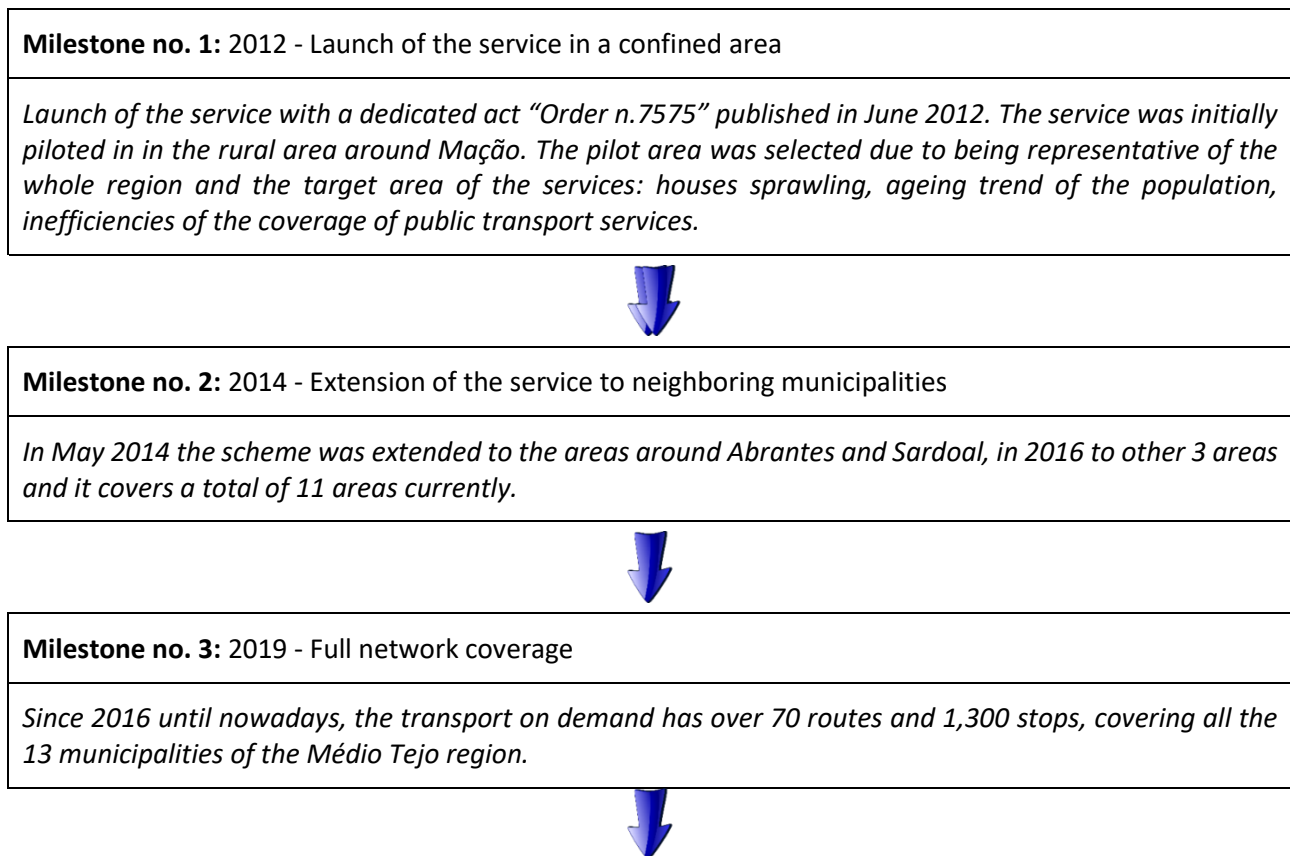 Milestone no. 1: 2012 - Launch of the service in a confined area
Launch of the service with a dedicated act “Order n.7575” published in June 2012. The service was initially
piloted in in the rural area around Mação. The pilot area was selected due to being representative of the
whole region and the target area of the services: houses sprawling, ageing trend of the population,
inefficiencies of the coverage of public transport services.
Milestone no. 2: 2014 - Extension of the service to neighboring municipalities
In May 2014 the scheme was extended to the areas around Abrantes and Sardoal, in 2016 to other 3 areas
and it covers a total of 11 areas currently.
Milestone no. 3: 2019 - Full network coverage
Since 2016 until nowadays, the transport on demand has over 70 routes and 1,300 stops, covering all the
13 municipalities of the Médio Tejo region.